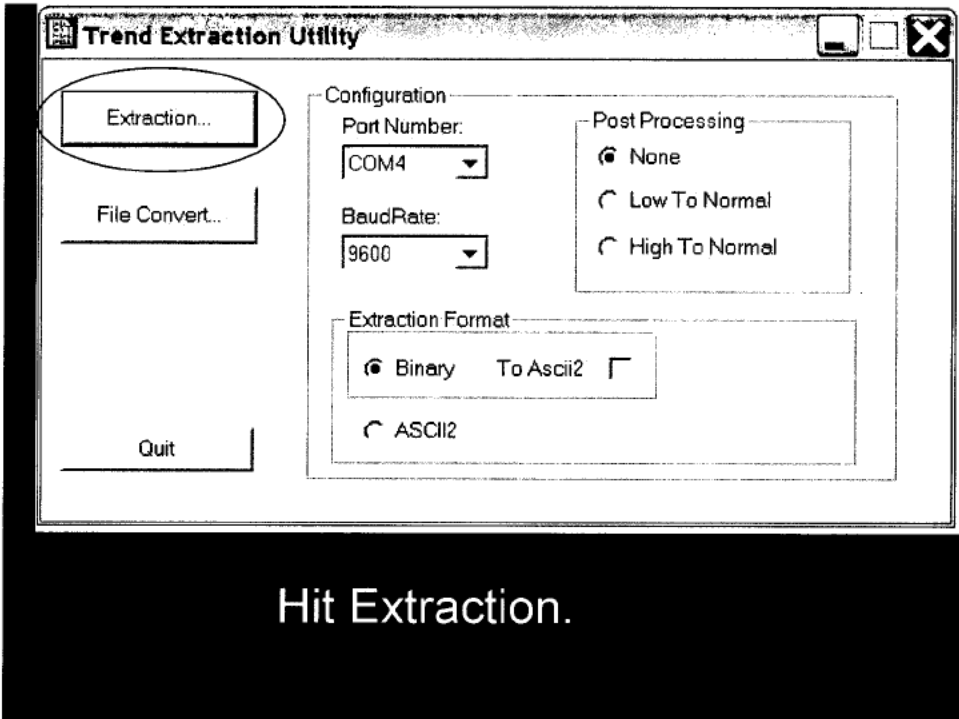 Trend Extraction Utility
Extraction...
File Convert...
Quit
Configuration
Port Number:
COM4
BaudRate:
9600
Post Processing
None
Low To Normal
High To Normal
Extraction Format
Binary To Ascii2
ASCII2
Hit Extraction.